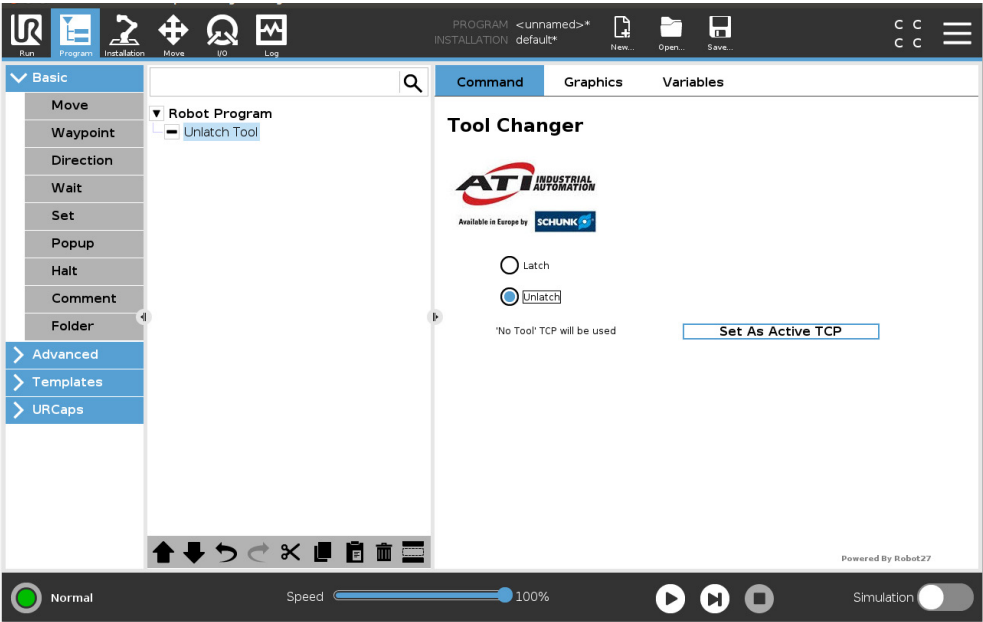 PROGRAM <unnamed>*
INSTALLATION default*
Run Program Installation Move I/O Log
New... Open... Save...
C C
C C
Basic
Move
Waypoint
Direction
Wait
Set
Popup
Halt
Comment
Folder
Advanced
Templates
URCaps
Robot Program
Unlatch Tool
Command Graphics Variables
Tool Changer
ATI INDUSTRIAL
AUTOMATION
Available in Europe by SCHUNK
Latch
Unlatch
'No Tool' TCP will be used Set As Active TCP
Powered By Robot27
Normal Speed 100% Simulation